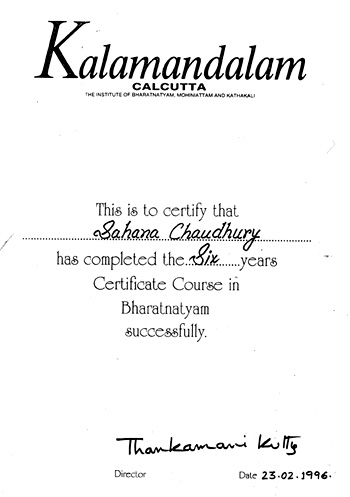 Kalamandalam
CALCUTTA
THE INSTITUTE OF BHARATNATYAM, MOHINIATTAM AND KATHAKALI
This is to certify that
Sahana Chaudhury
has completed the Six years
Certificate Course in
Bharatnatyam
successfully.
Thankamani Kutty
Director Date 23.02.1996.